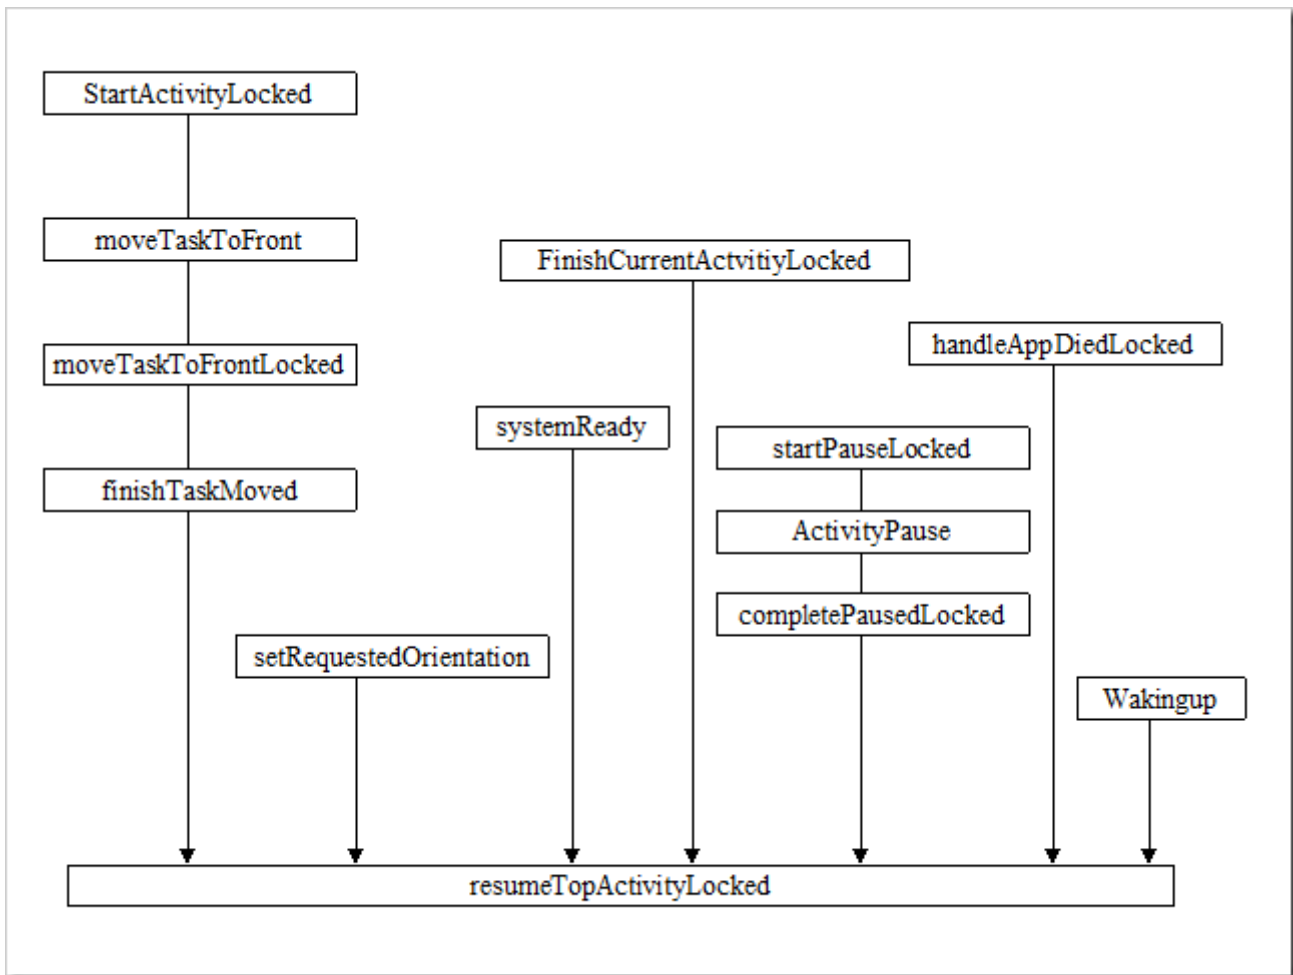 StartActivityLocked
moveTaskToFront
FinishCurrentActvitiyLocked
handleAppDiedLocked
moveTaskToFrontLocked
systemReady
startPauseLocked
finishTaskMoved
ActivityPause
completePausedLocked
setRequestedOrientation
Wakingup
resumeTopActivityLocked